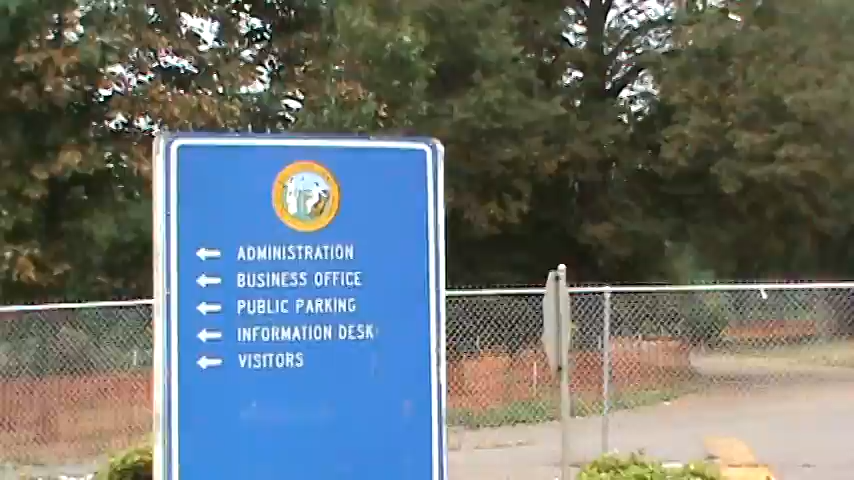 ← ADMINISTRATION
← BUSINESS OFFICE
← PUBLIC PARKING
← INFORMATION DESK
← VISITORS